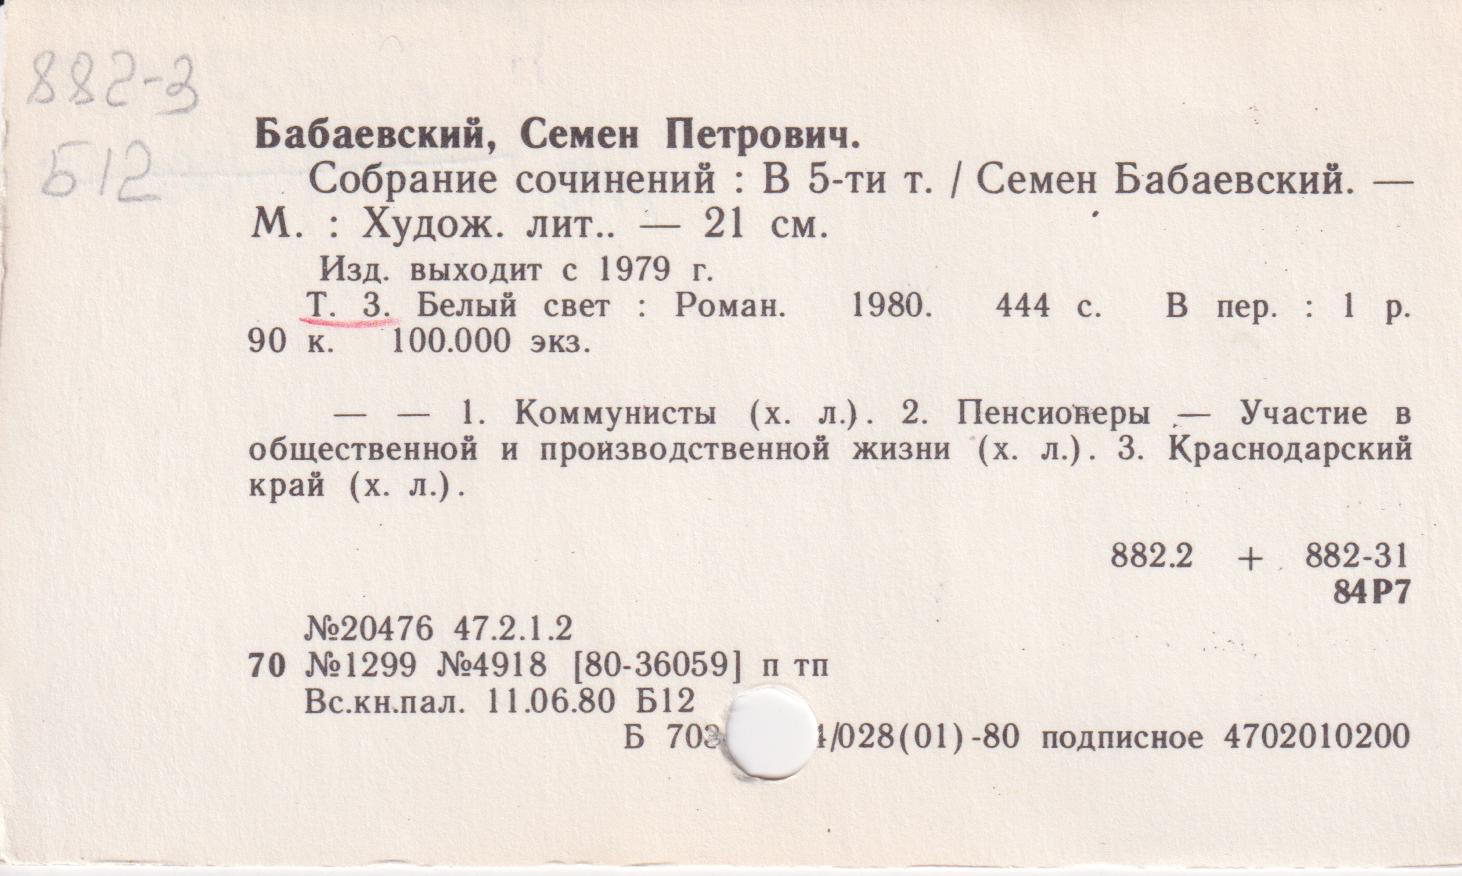 882-3
Б12
Бабаевский, Семен Петрович.
Собрание сочинений : В 5-ти т. / Семен Бабаевский. —
М. : Худож. лит.. — 21 см.
Изд. выходит с 1979 г.
Т. 3. Белый свет : Роман. 1980. 444 с. В пер. : 1 р.
90 к. 100.000 экз.
— — 1. Коммунисты (х. л.). 2. Пенсионеры — Участие в
общественной и производственной жизни (х. л.). 3. Краснодарский
край (х. л.).
882.2 + 882-31
84Р7
№20476 47.2.1.2
70 №1299 №4918 [80-36059] п тп
Вс.кн.пал. 11.06.80 Б12
Б /028(01)-80 подписное 4702010200